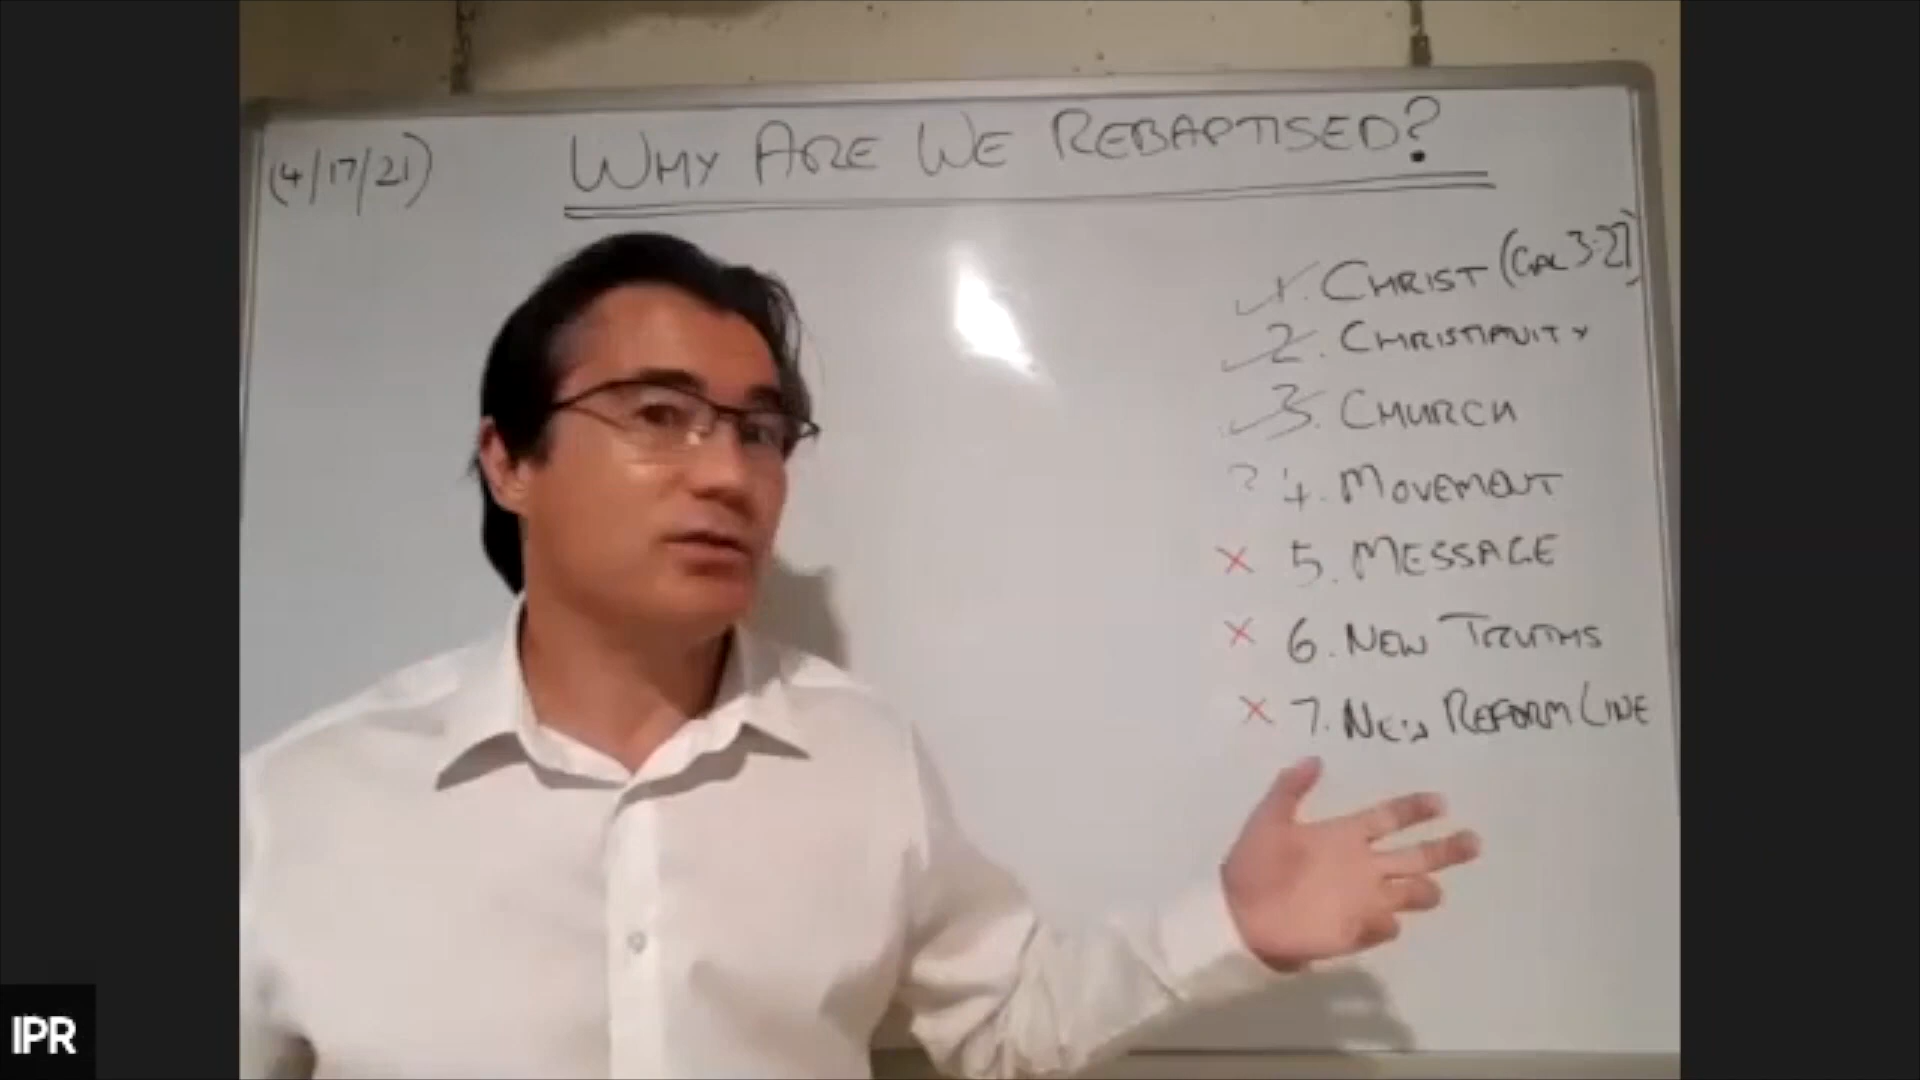 (4/17/21)
WHY ARE WE REBAPTISED?
✓ 1. CHRIST (GAL 3:27)
✓ 2. CHRISTIANITY
✓ 3. CHURCH
? 4. MOVEMENT
X 5. MESSAGE
X 6. NEW TRUTHS
X 7. NEW REFORM LINE
IPR